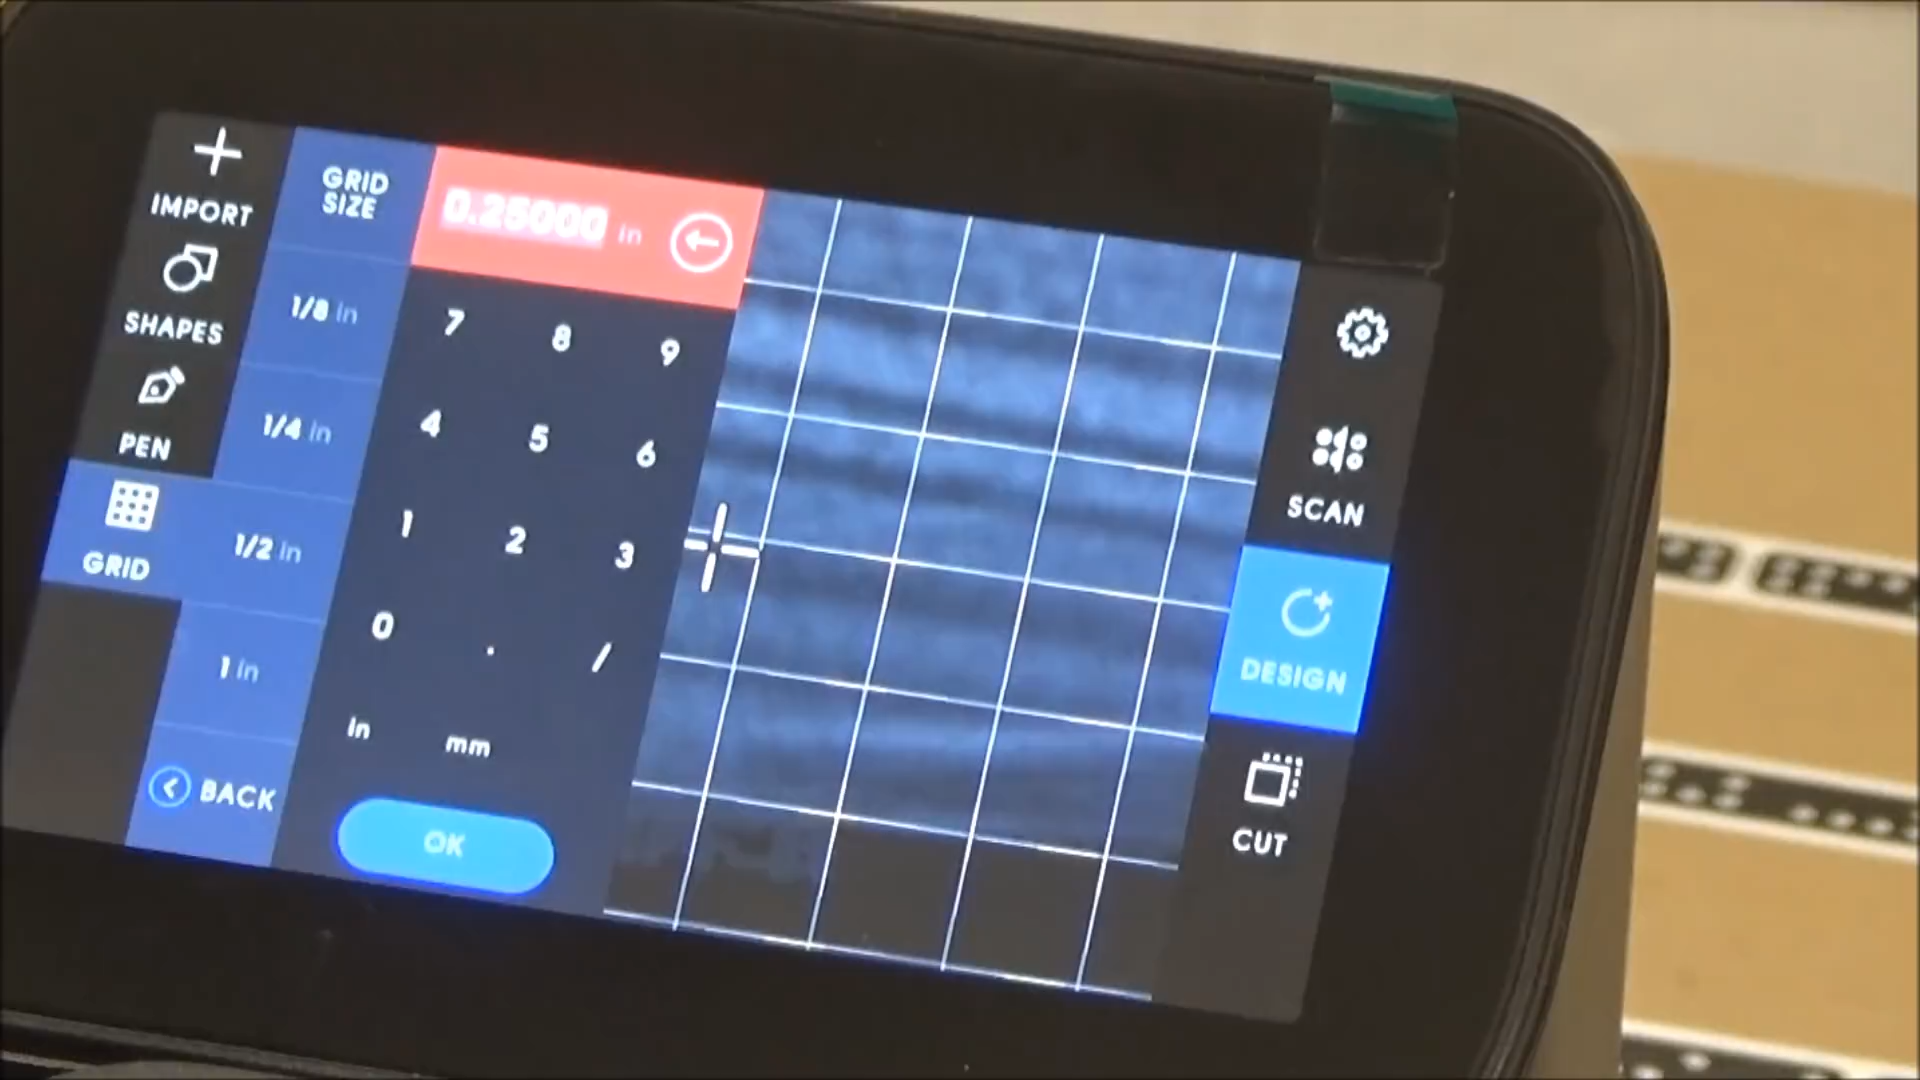 IMPORT
SHAPES
PEN
GRID
GRID
SIZE
1/8 in
1/4 in
1/2 in
1 in
BACK
0.25000 in
7 8 9
4 5 6
1 2 3
0 . /
in mm
OK
SCAN
DESIGN
CUT